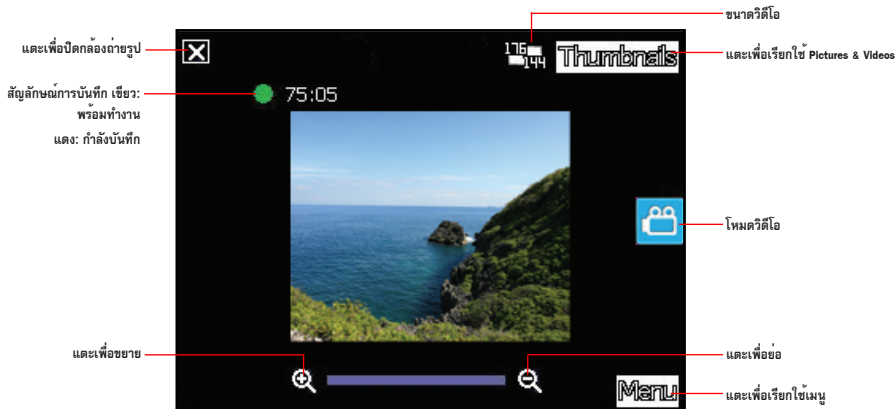 ขนาดวิดีโอ
แตะเพื่อปิดกล้องถ่ายรูป
176
144
Thumbnails
แตะเพื่อเรียกใช้ Pictures & Videos
สัญลักษณ์การบันทึก เขียว:
พร้อมทำงาน
แดง: กำลังบันทึก
75:05
โหมดวิดีโอ
แตะเพื่อขยาย
แตะเพื่อย่อ
Menu
แตะเพื่อเรียกใช้เมนู